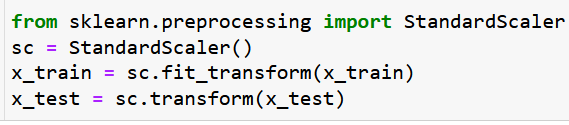 from sklearn.preprocessing import StandardScaler
sc = StandardScaler()
x_train = sc.fit_transform(x_train)
x_test = sc.transform(x_test)